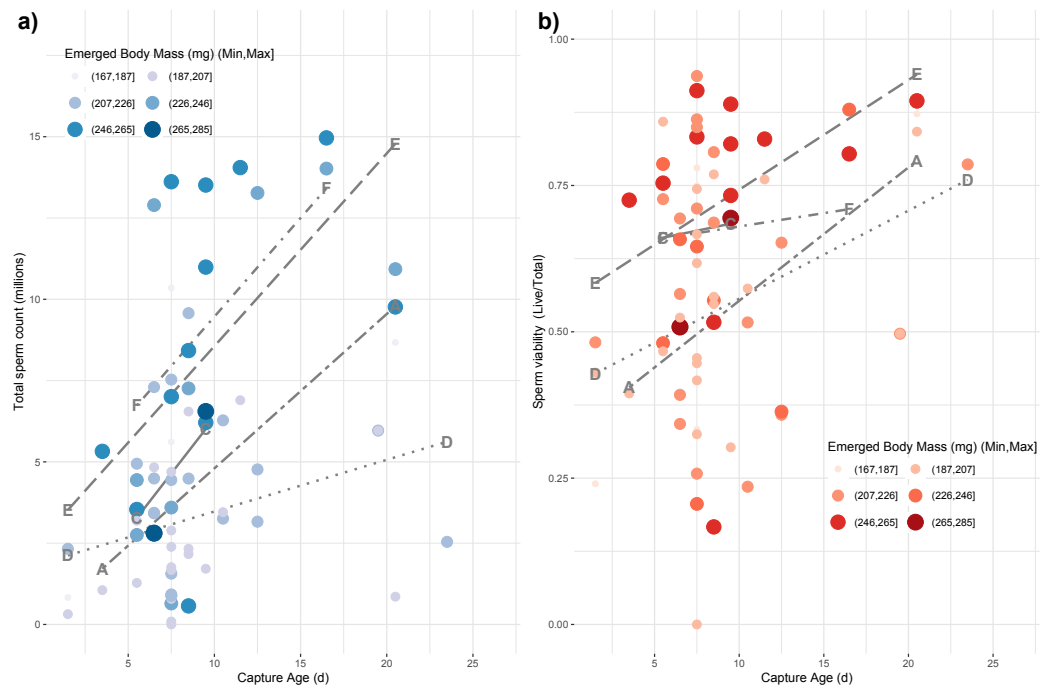 a)
Emerged Body Mass (mg) (Min,Max]
(167,187] (187,207]
(207,226] (226,246]
(246,265] (265,285]
Total sperm count (millions)
15
10
5
0
E
F
F
A
C
D
E
C
D
A
5 10 15 20 25
Capture Age (d)
b)
Sperm viability (Live/Total)
1.00
0.75
0.50
0.25
0.00
E
A
D
F
C
E
D
A
Emerged Body Mass (mg) (Min,Max]
(167,187] (187,207]
(207,226] (226,246]
(246,265] (265,285]
5 10 15 20 25
Capture Age (d)